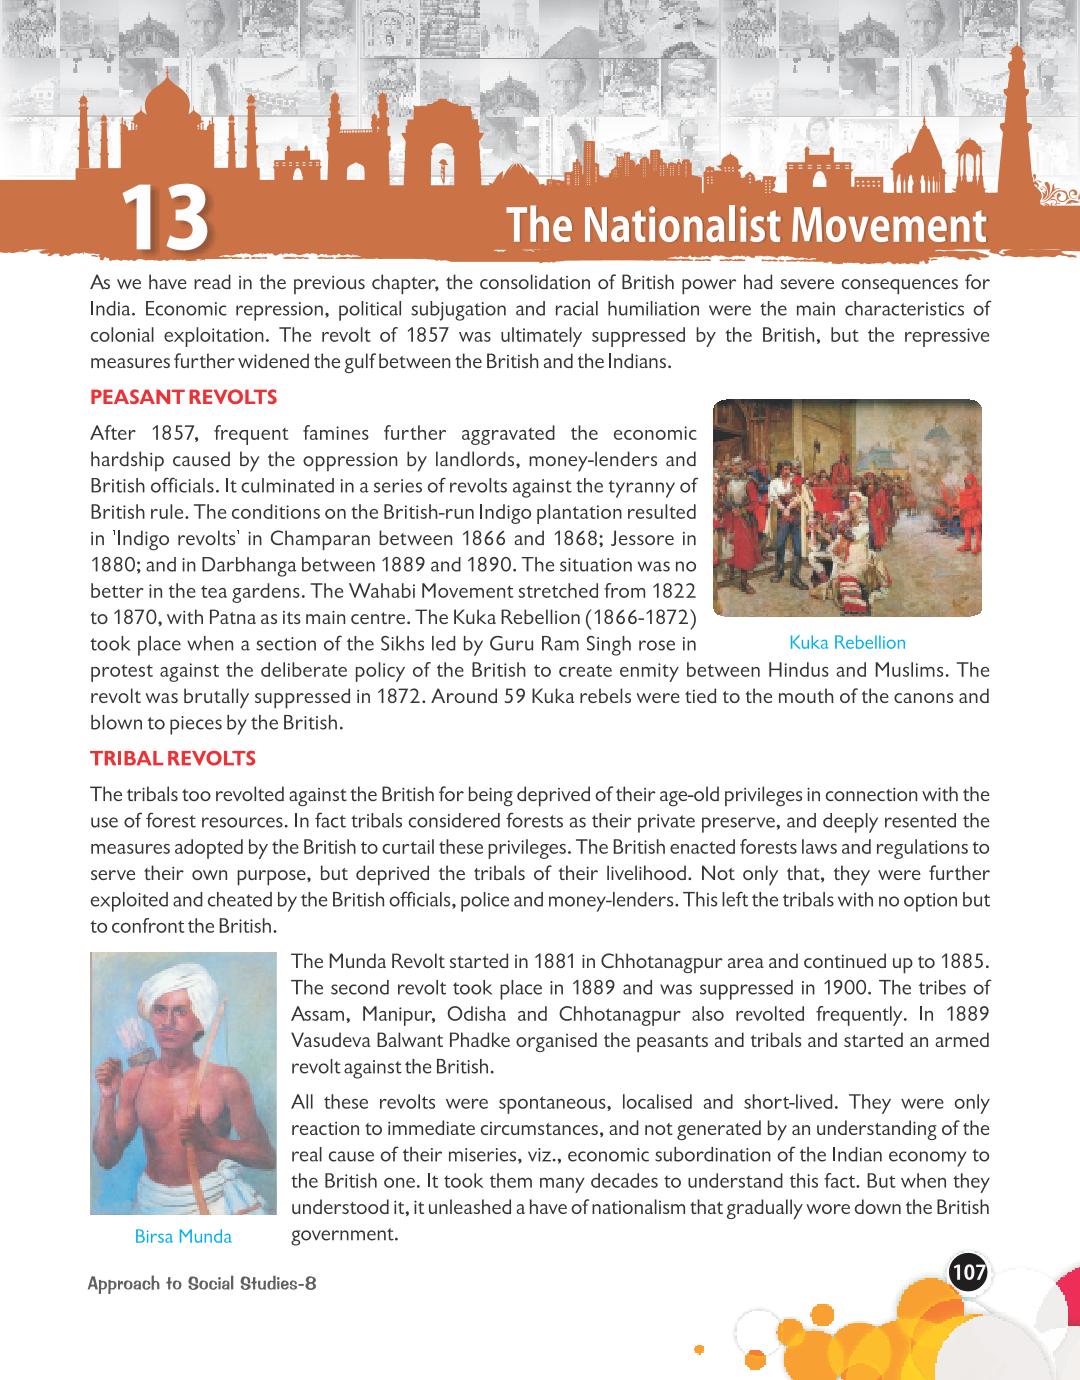 13
The Nationalist Movement
As we have read in the previous chapter, the consolidation of British power had severe consequences for
India. Economic repression, political subjugation and racial humiliation were the main characteristics of
colonial exploitation. The revolt of 1857 was ultimately suppressed by the British, but the repressive
measures further widened the gulf between the British and the Indians.
PEASANT REVOLTS
After 1857, frequent famines further aggravated the economic
hardship caused by the oppression by landlords, money-lenders and
British officials. It culminated in a series of revolts against the tyranny of
British rule. The conditions on the British-run Indigo plantation resulted
in 'Indigo revolts' in Champaran between 1866 and 1868; Jessore in
1880; and in Darbhanga between 1889 and 1890. The situation was no
better in the tea gardens. The Wahabi Movement stretched from 1822
to 1870, with Patna as its main centre. The Kuka Rebellion (1866-1872)
took place when a section of the Sikhs led by Guru Ram Singh rose in
Kuka Rebellion
protest against the deliberate policy of the British to create enmity between Hindus and Muslims. The
revolt was brutally suppressed in 1872. Around 59 Kuka rebels were tied to the mouth of the canons and
blown to pieces by the British.
TRIBAL REVOLTS
The tribals too revolted against the British for being deprived of their age-old privileges in connection with the
use of forest resources. In fact tribals considered forests as their private preserve, and deeply resented the
measures adopted by the British to curtail these privileges. The British enacted forests laws and regulations to
serve their own purpose, but deprived the tribals of their livelihood. Not only that, they were further
exploited and cheated by the British officials, police and money-lenders. This left the tribals with no option but
to confront the British.
The Munda Revolt started in 1881 in Chhotanagpur area and continued up to 1885.
The second revolt took place in 1889 and was suppressed in 1900. The tribes of
Assam, Manipur, Odisha and Chhotanagpur also revolted frequently. In 1889
Vasudeva Balwant Phadke organised the peasants and tribals and started an armed
revolt against the British.
All these revolts were spontaneous, localised and short-lived. They were only
reaction to immediate circumstances, and not generated by an understanding of the
real cause of their miseries, viz., economic subordination of the Indian economy to
the British one. It took them many decades to understand this fact. But when they
understood it, it unleashed a have of nationalism that gradually wore down the British
government.
Birsa Munda
Approach to Social Studies-8
107